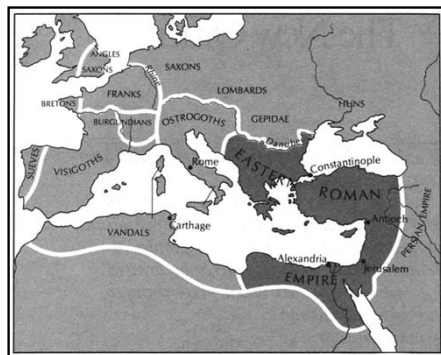 ANGLES
SAXONS
SAXONS
Rhine
BRETONS
FRANKS
LOMBARDS
HUNS
BURGUNDIANS
OSTROGOTHS
GEPIDAE
SUEVES
VISIGOTHS
Danube
Rome
EASTERN
Constantinople
ROMAN
PERSIAN EMPIRE
Antioch
Carthage
VANDALS
Alexandria
Jerusalem
EMPIRE